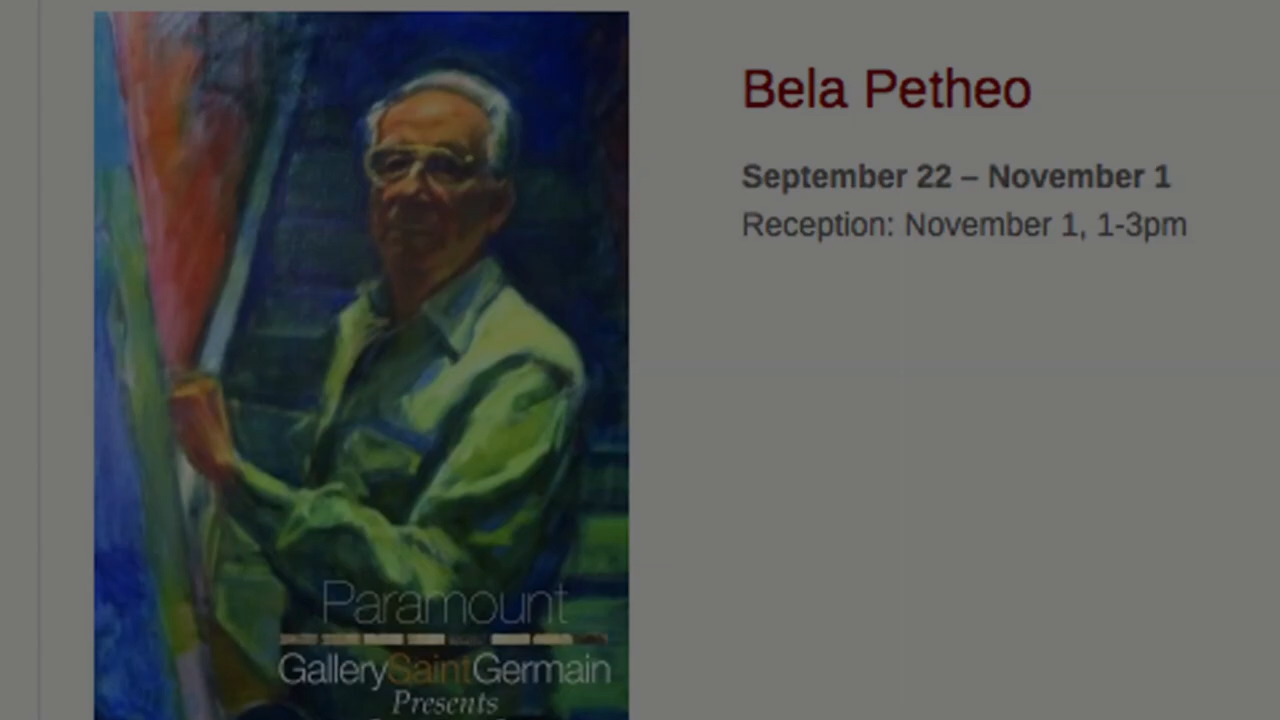 Bela Petheo
September 22 – November 1
Reception: November 1, 1-3pm
Paramount
GallerySaintGermain
Presents